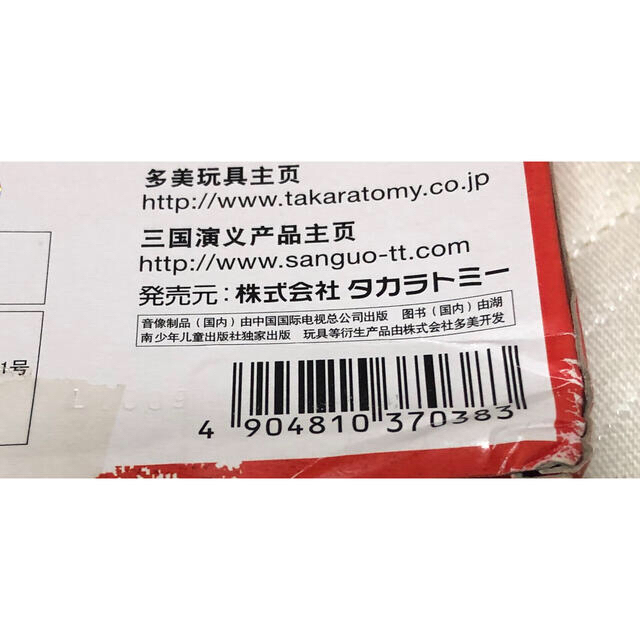 多美玩具主页
http://www.takaratomy.co.jp
三国演义产品主页
http://www.sanguo-tt.com
発売元：株式会社 タカラトミー
音像制品（国内）由中国国际电视总公司出版 图书（国内）由湖
南少年儿童出版社独家出版 玩具等衍生产品由株式会社多美开发
1号
4 904810 370383